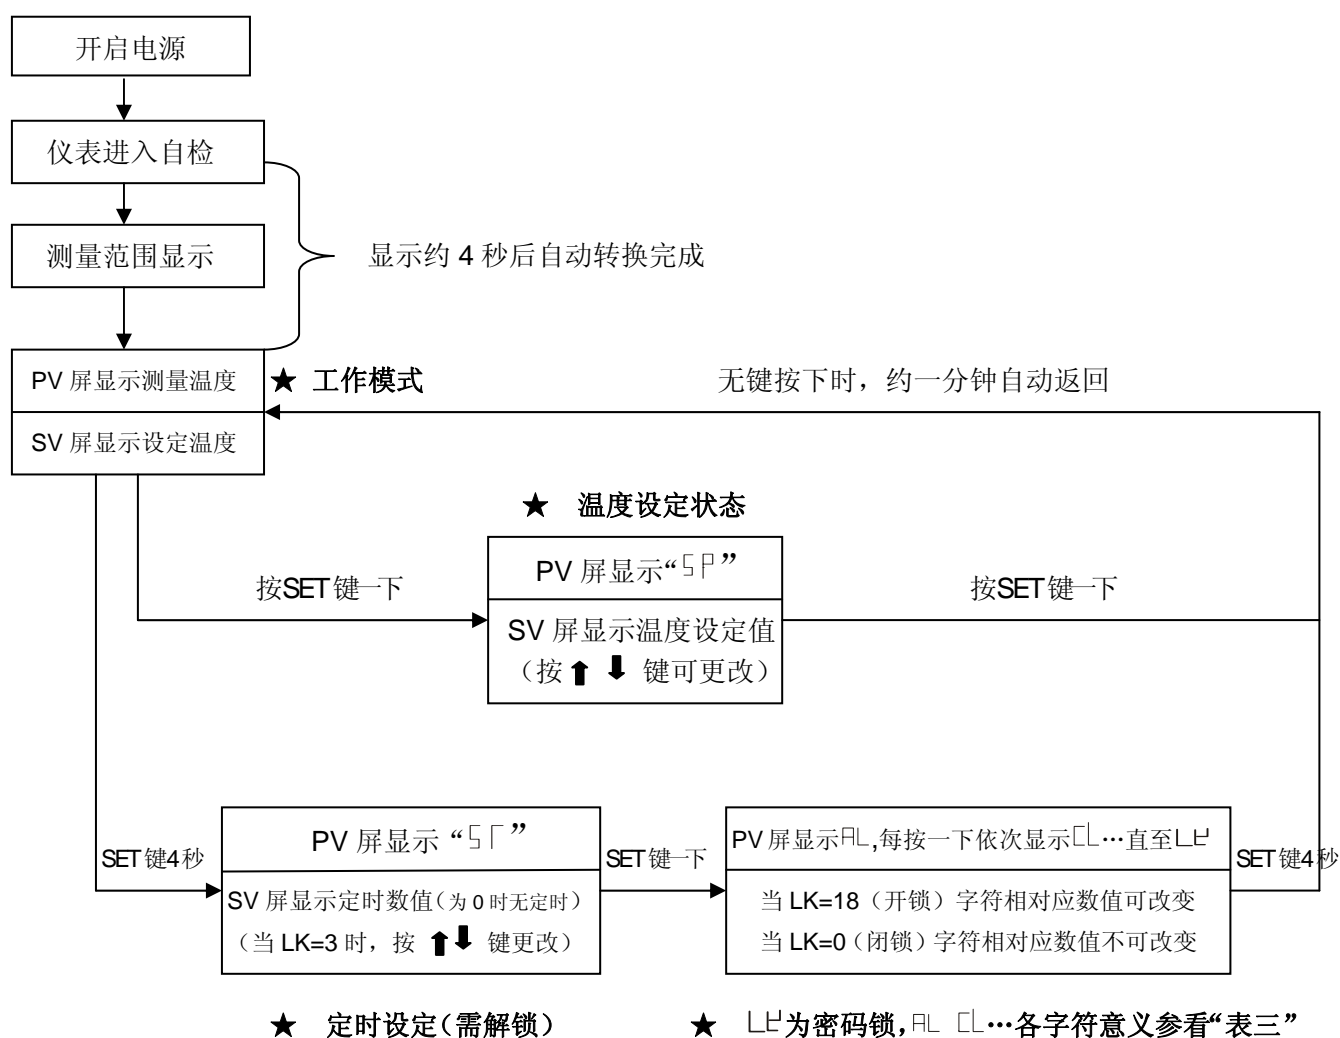 开启电源
仪表进入自检
测量范围显示
显示约 4 秒后自动转换完成
PV 屏显示测量温度
★ 工作模式
无键按下时，约一分钟自动返回
SV 屏显示设定温度
★ 温度设定状态
PV 屏显示“SP”
按SET键一下
按SET键一下
SV 屏显示温度设定值
（按⬆⬇ 键可更改）
PV 屏显示 “ST”
PV 屏显示AL,每按一下依次显示CL…直至LK
SET 键4秒
SET 键一下
SET 键4秒
SV 屏显示定时数值（为 0 时无定时）
（当 LK=3 时，按 ⬆⬇ 键更改）
当 LK=18（开锁）字符相对应数值可改变
当 LK=0（闭锁）字符相对应数值不可改变
★ 定时设定（需解锁）
★ LK为密码锁，AL CL…各字符意义参看“表三”